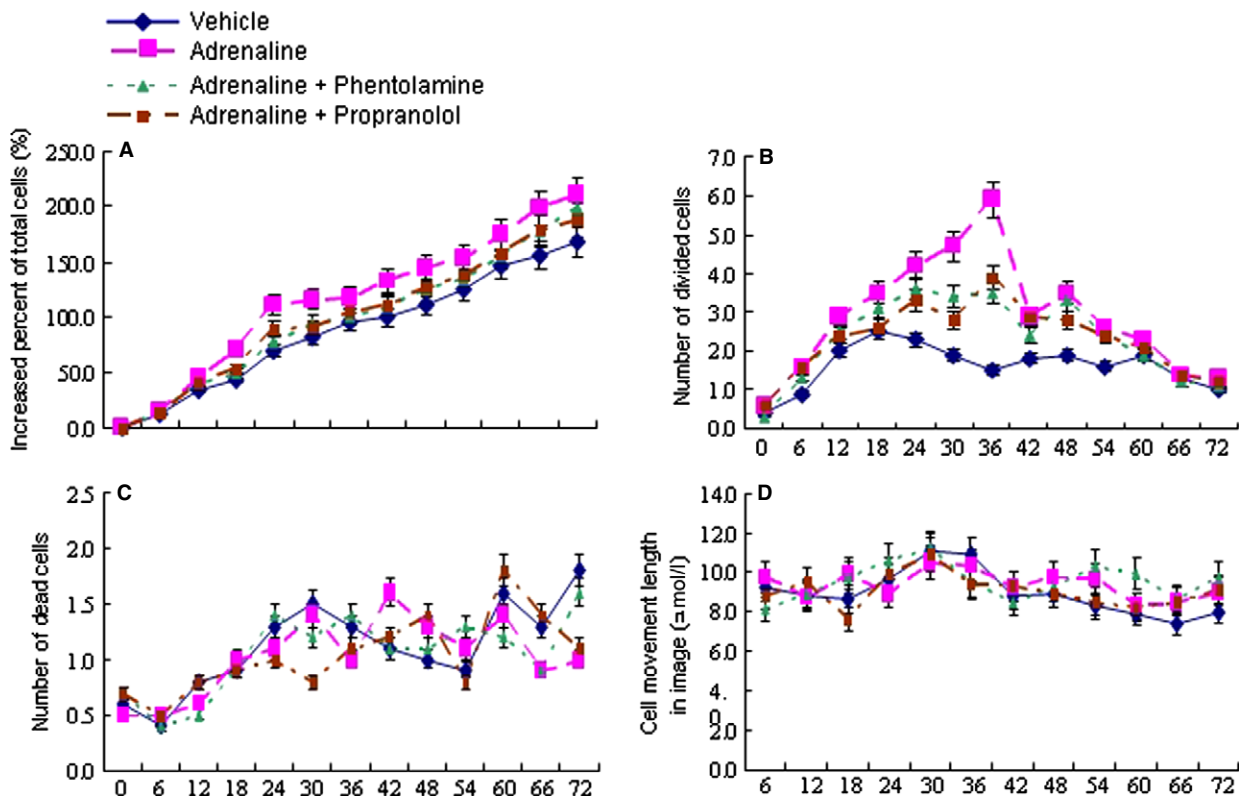 Vehicle
Adrenaline
Adrenaline + Phentolamine
Adrenaline + Propranolol
A
Increased percent of total cells (%)
250.0
200.0
150.0
100.0
500.0
0.0
B
Number of divided cells
7.0
6.0
5.0
4.0
3.0
2.0
1.0
0.0
0 6 12 18 24 30 36 42 48 54 60 66 72
C
Number of dead cells
2.5
2.0
1.5
1.0
0.5
0.0
0 6 12 18 24 30 36 42 48 54 60 66 72
D
Cell movement length
in image (=mol/l)
14.0
12.0
100.0
8.0
6.0
4.
0
2.0
0.0
6 12 18 24 30 36 42 48 54 60 66 72